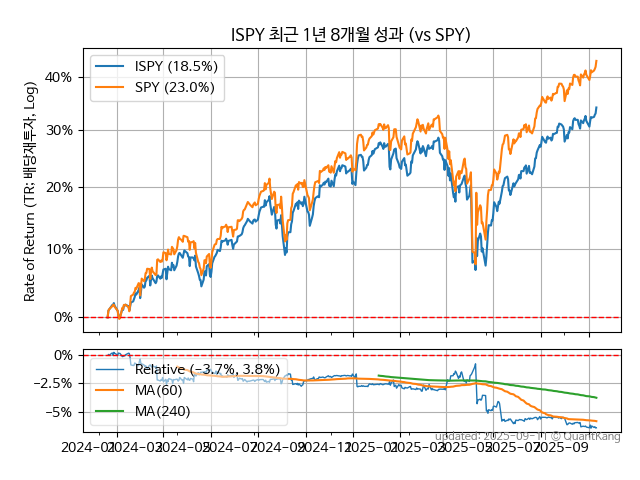 ISPY 최근 1년 8개월 성과 (vs SPY)
Rate of Return (TR: 배당재투자, Log)
ISPY (18.5%)
SPY (23.0%)
40%
30%
20%
10%
0%
0%
−2.5%
−5%
Relative (−3.7%, 3.8%)
MA(60)
MA(240)
2024-01 2024-03 2024-05 2024-07 2024-09 2024-11 2025-01 2025-03 2025-05 2025-07 2025-09
updated: 2025-09-11 © QuantKang